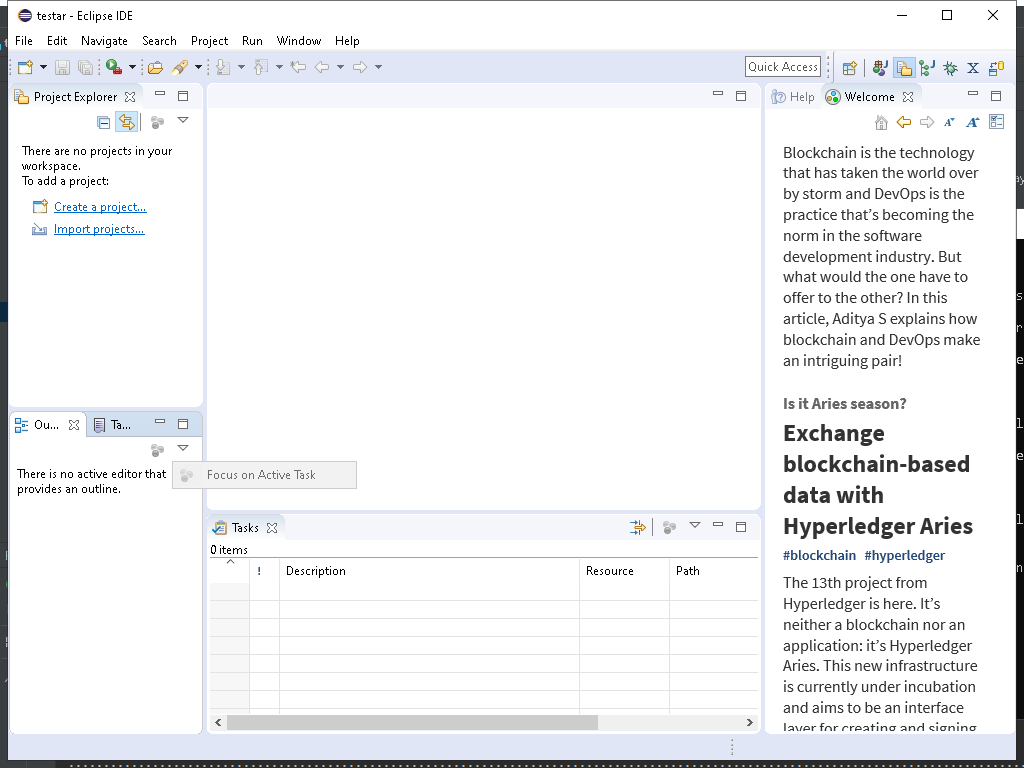 testar - Eclipse IDE
File Edit Navigate Search Project Run Window Help
Quick Access
Project Explorer
There are no projects in your
workspace.
To add a project:
Create a project...
Import projects...
Ou...
Ta...
There is no active editor that
provides an outline.
Focus on Active Task
Tasks
0 items
! Description Resource Path
Help
Welcome
Blockchain is the technology
that has taken the world over
by storm and DevOps is the
practice that’s becoming the
norm in the software
development industry. But
what would the one have to
offer to the other? In this
article, Aditya S explains how
blockchain and DevOps make
an intriguing pair!
Is it Aries season?
Exchange
blockchain-based
data with
Hyperledger Aries
#blockchain #hyperledger
The 13th project from
Hyperledger is here. It’s
neither a blockchain nor an
application: it’s Hyperledger
Aries. This new infrastructure
is currently under incubation
and aims to be an interface
layer for creating and signing